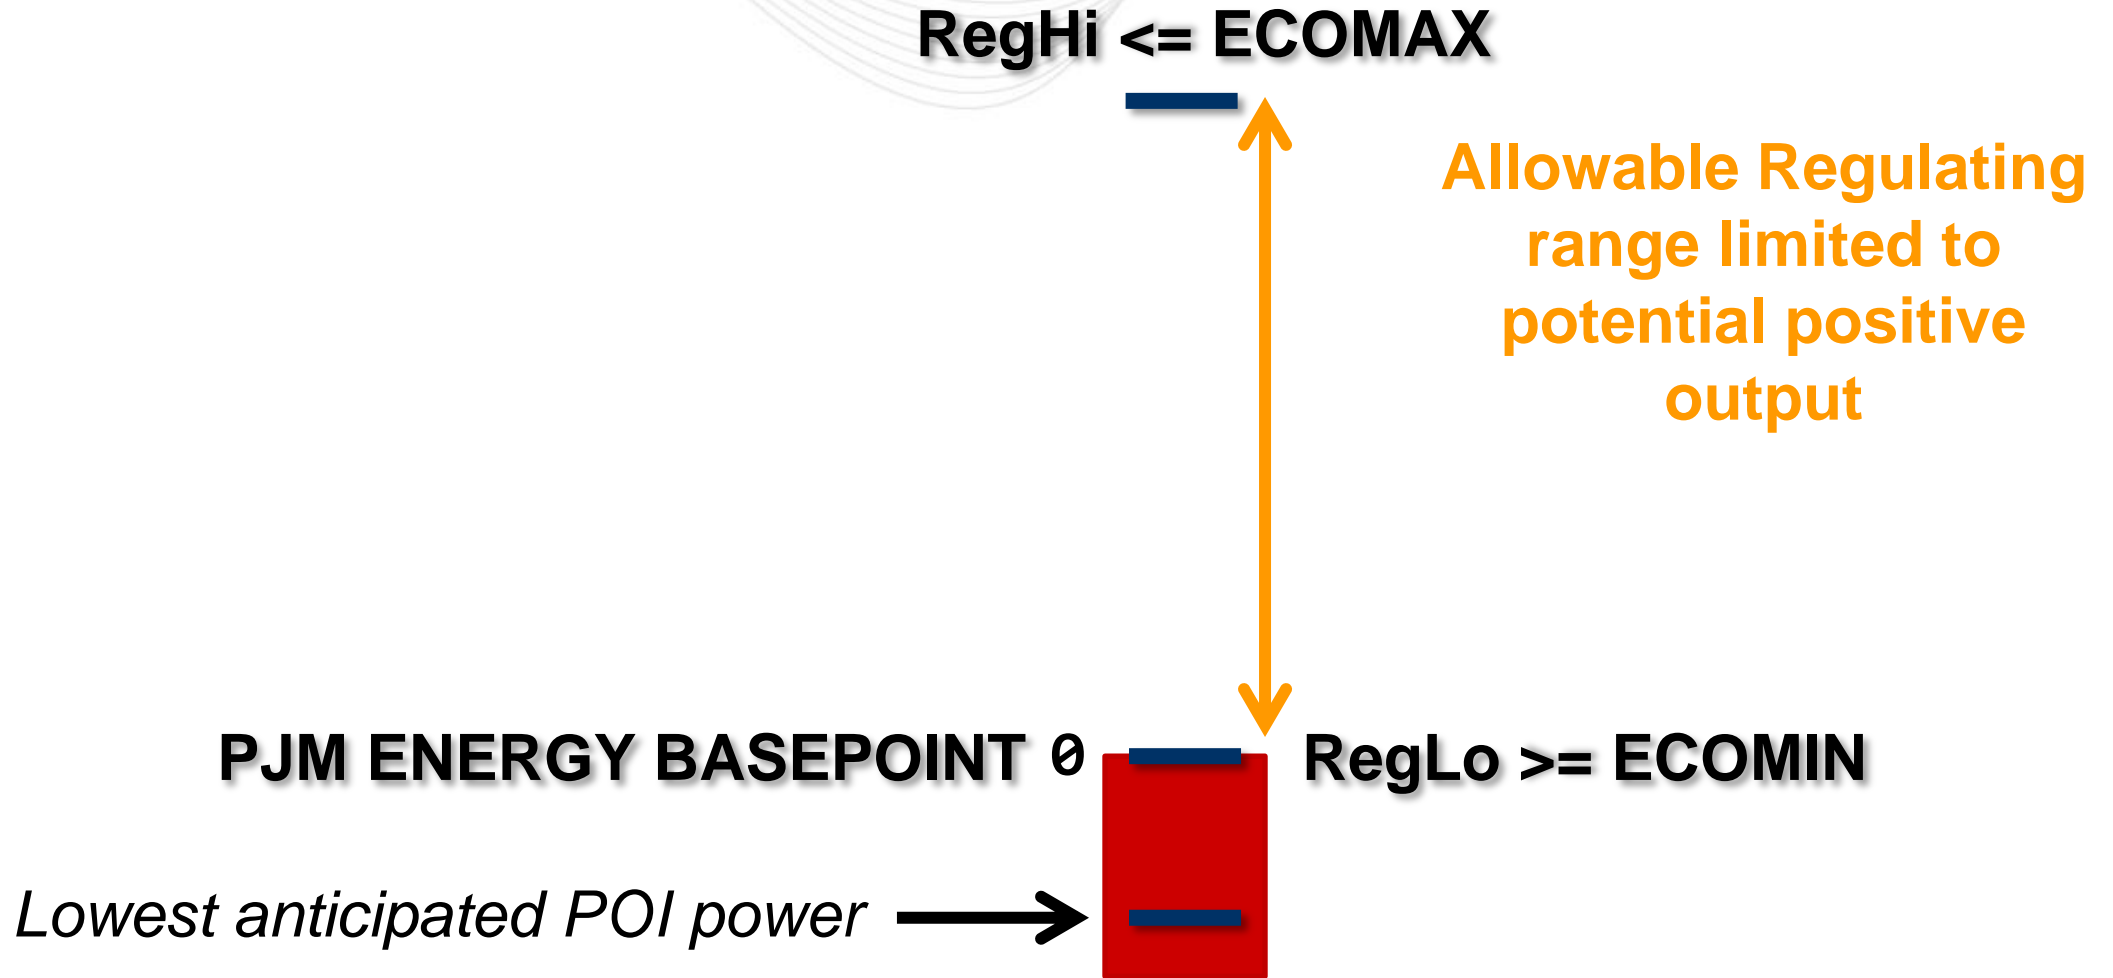 RegHi <= ECOMAX
Allowable Regulating
range limited to
potential positive
output
PJM ENERGY BASEPOINT 0
RegLo >= ECOMIN
Lowest anticipated POI power